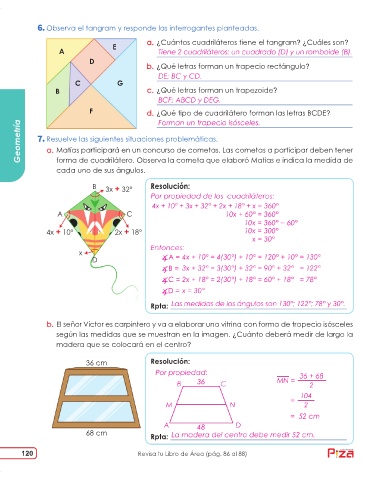 6. Observa el tangram y responde las interrogantes planteadas.
A
E
D
C
G
B
F
a. ¿Cuántos cuadriláteros tiene el tangram? ¿Cuáles son?
Tiene 2 cuadriláteros: un cuadrado (D) y un romboide (B)
b. ¿Qué letras forman un trapecio rectángulo?
DE; BC y CD.
c. ¿Qué letras forman un trapezoide?
BCF; ABCD y DEG.
d. ¿Qué tipo de cuadrilátero forman las letras BCDE?
Forman un trapecio isósceles.
Geometría
7. Resuelve las siguientes situaciones problemáticas.
a. Matías participará en un concurso de cometas. Las cometas a participar deben tener
forma de cuadrilátero. Observa la cometa que elaboró Matías e indica la medida de
cada uno de sus ángulos.
B
3x + 32°
A
C
4x + 10°
2x + 18°
x
D
Resolución:
Por propiedad de los cuadriláteros:
4x + 10° + 3x + 32° + 2x + 18° + x = 360°
10x + 60° = 360°
10x = 360° – 60°
10x = 300°
x = 30°
Entonces:
∡A = 4x + 10° = 4(30°) + 10° = 120° + 10° = 130°
∡B = 3x + 32° = 3(30°) + 32° = 90° + 32° = 122°
∡C = 2x + 18° = 2(30°) + 18° = 60° + 18° = 78°
∡D = x = 30°
Rpta: Las medidas de los ángulos son 130°; 122°; 78° y 30°.
b. El señor Víctor es carpintero y va a elaborar una vitrina con forma de trapecio isósceles
según las medidas que se muestran en la imagen. ¿Cuánto deberá medir de largo la
madera que se colocará en el centro?
36 cm
68 cm
Resolución:
Por propiedad:
B 36 C
M N
A 48 D
MN = 36 + 68
2
= 104
2
= 52 cm
Rpta: La madera del centro debe medir 52 cm.
120
Revisa tu Libro de Área (pág. 86 al 88)
Piza